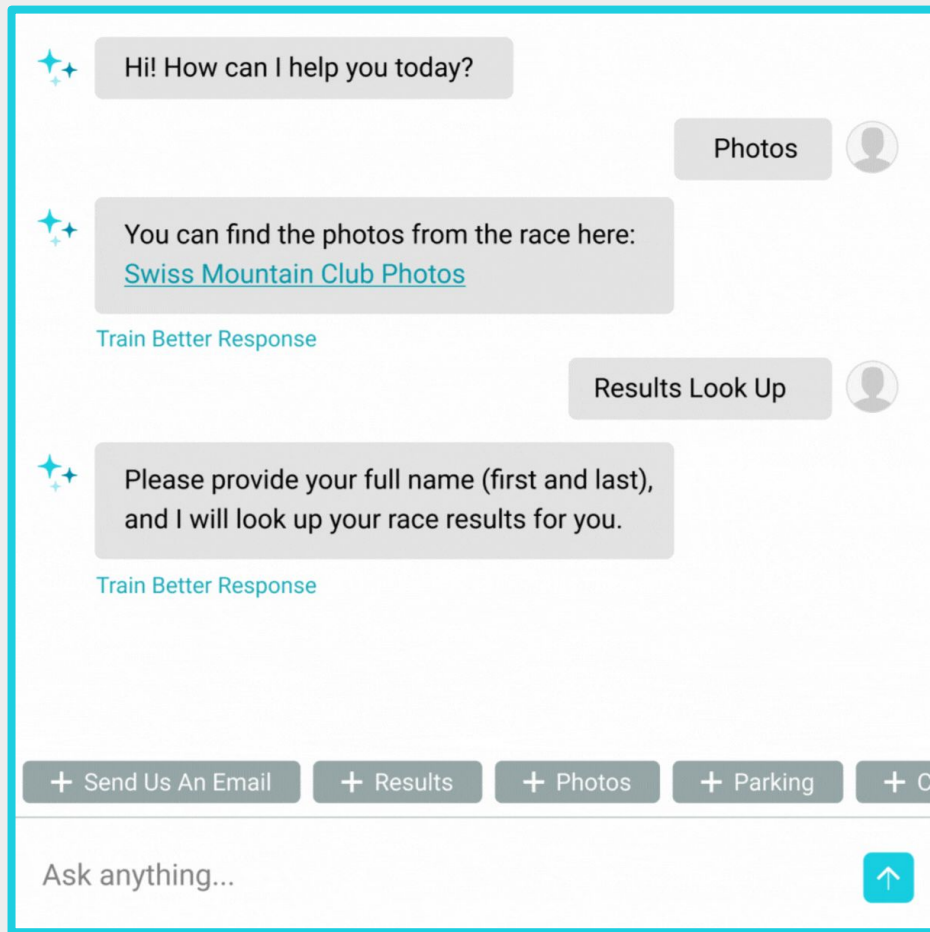 Hi! How can I help you today?
Photos
You can find the photos from the race here:
Swiss Mountain Club Photos
Train Better Response
Results Look Up
Please provide your full name (first and last),
and I will look up your race results for you.
Train Better Response
+ Send Us An Email + Results + Photos + Parking +
Ask anything...